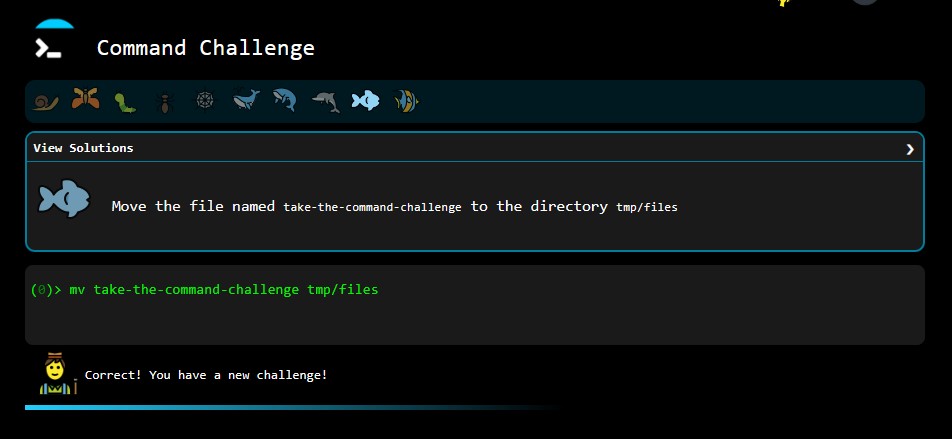 Command Challenge
View Solutions
Move the file named take-the-command-challenge to the directory tmp/files
(0)> mv take-the-command-challenge tmp/files
Correct! You have a new challenge!